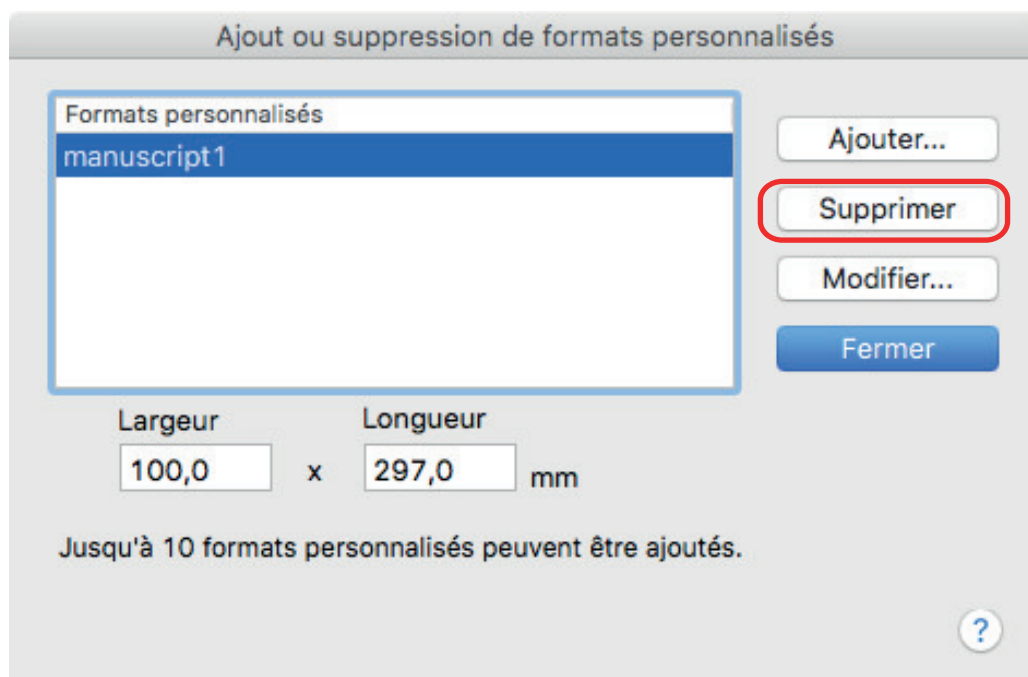 Ajout ou suppression de formats personnalisés
Formats personnalisés
manuscript1
Ajouter...
Supprimer
Modifier...
Fermer
Largeur
Longueur
100,0 x 297,0 mm
Jusqu'à 10 formats personnalisés peuvent être ajoutés.
?